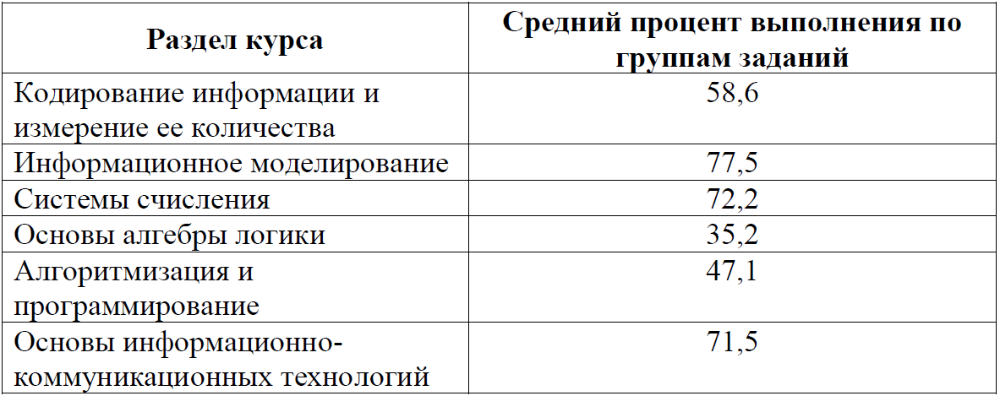 Раздел курса
Средний процент выполнения по
группам заданий
Кодирование информации и
измерение ее количества
58,6
Информационное моделирование
77,5
Системы счисления
72,2
Основы алгебры логики
35,2
Алгоритмизация и
программирование
47,1
Основы информационно-
коммуникационных технологий
71,5